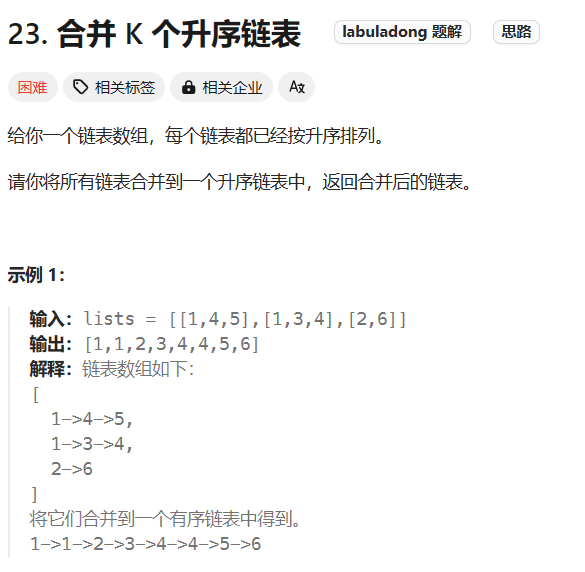 23. 合并 K 个升序链表 labuladong 题解 思路
困难 相关标签 相关企业 A文
给你一个链表数组，每个链表都已经按升序排列。
请你将所有链表合并到一个升序链表中，返回合并后的链表。
示例 1：
输入：lists = [[1,4,5],[1,3,4],[2,6]]
输出：[1,1,2,3,4,4,5,6]
解释：链表数组如下：
[
  1->4->5,
  1->3->4,
  2->6
]
将它们合并到一个有序链表中得到。
1->1->2->3->4->4->5->6